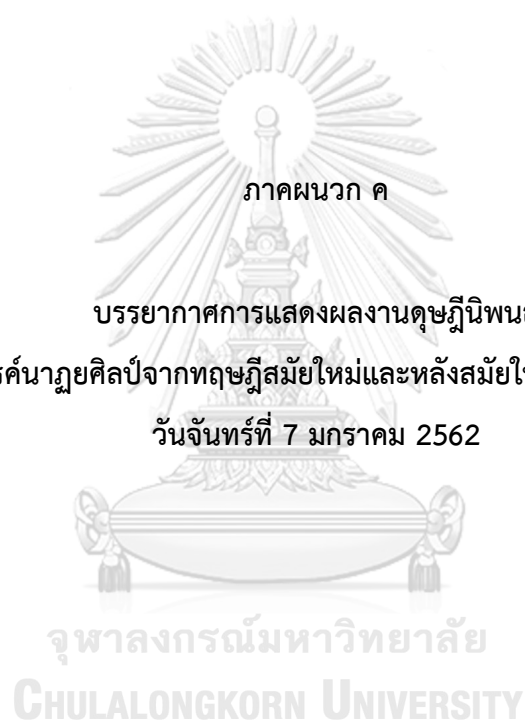 ภาคผนวก ค
บรรยากาศการแสดงผลงานดุษฎีนิพนธ์
รค์นาฏยศิลป์จากทฤษฎีสมัยใหม่และหลังสมัยใ
วันจันทร์ที่ 7 มกราคม 2562
จุฬาลงกรณ์มหาวิทยาลัย
CHULALONGKORN UNIVERSITY